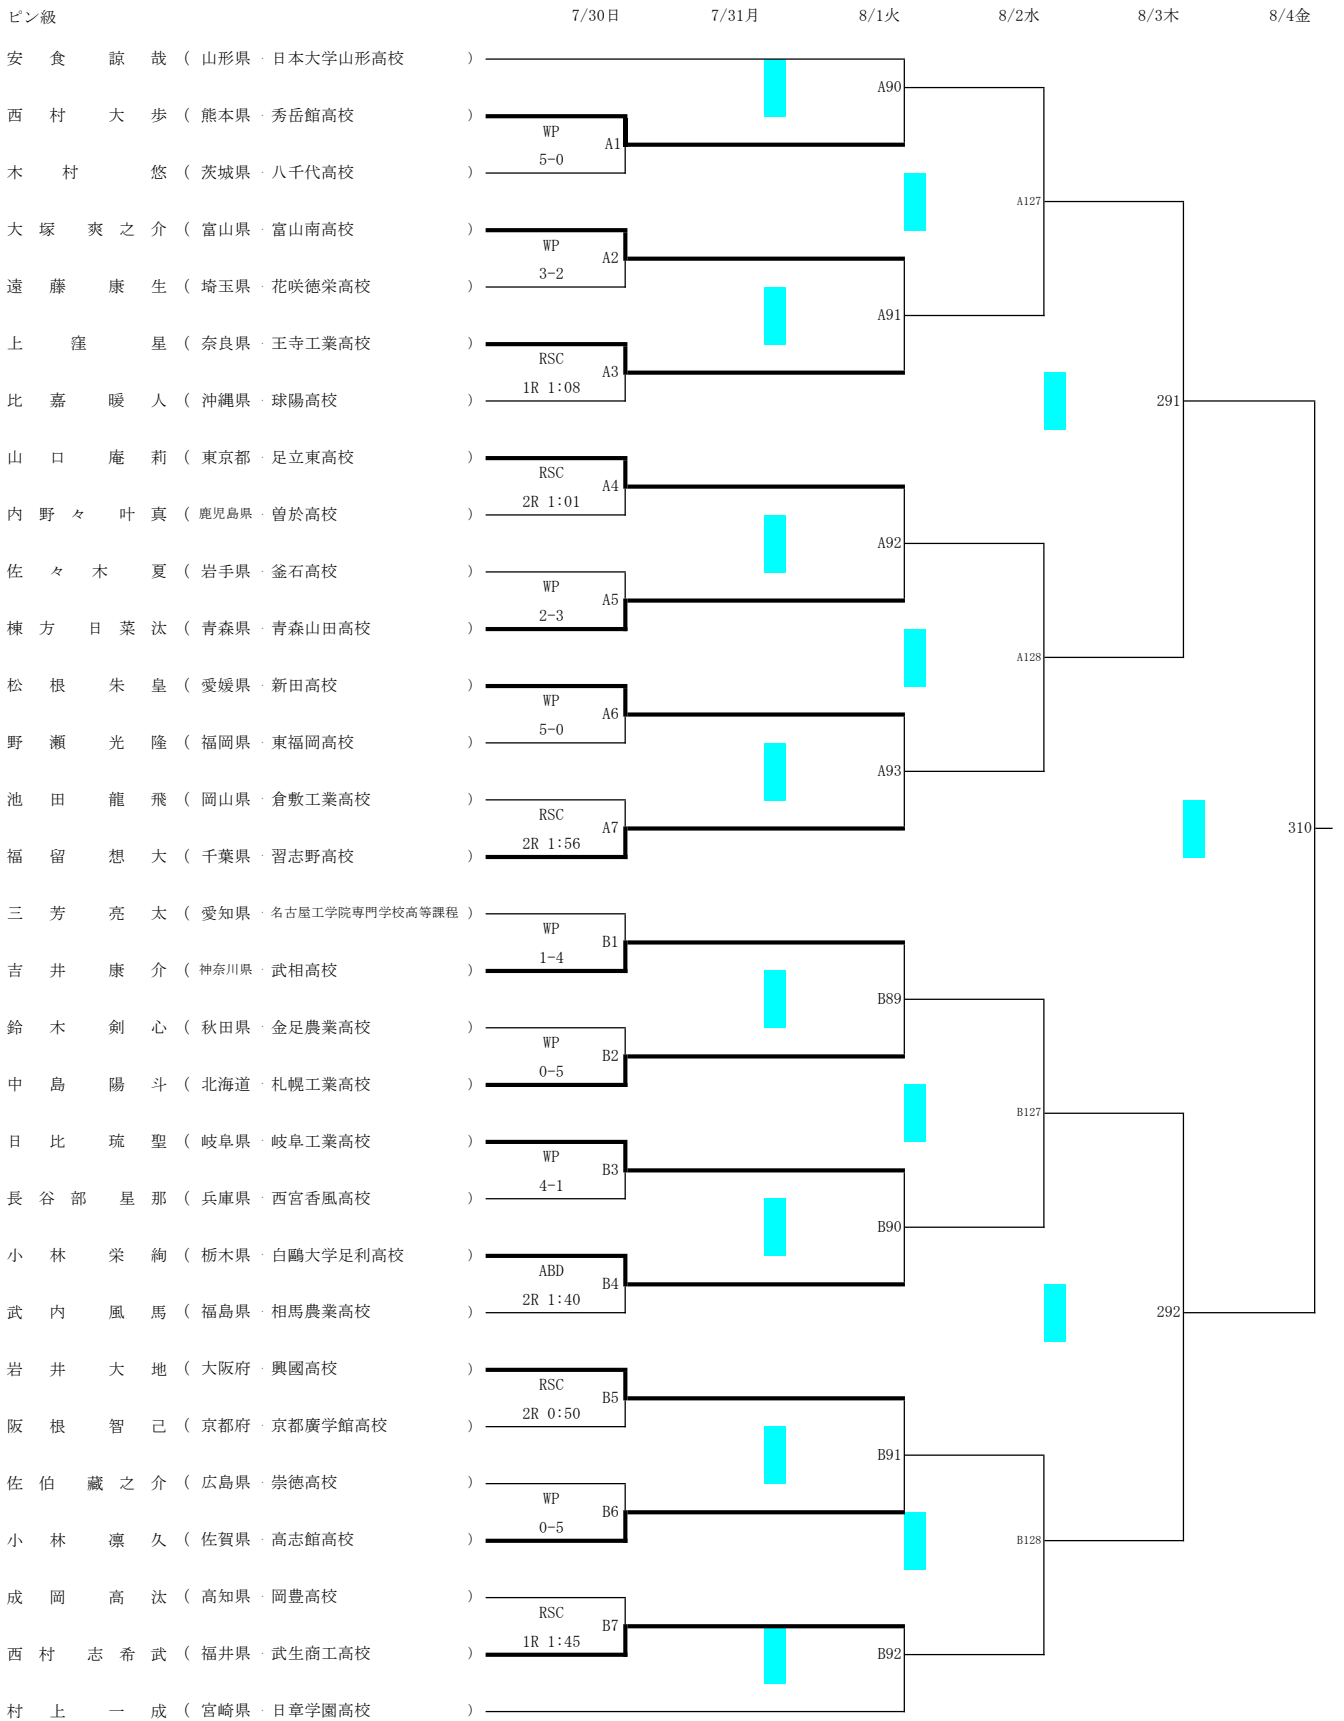 ピン級 7/30日 7/31月 8/1火 8/2水 8/3木 8/4金
安食 諒哉 ( 山形県 · 日本大学山形高校 )
A90
西村 大歩 ( 熊本県 · 秀岳館高校 )
WP
A1
5-0
木村 悠 ( 茨城県 · 八千代高校 )
A127
大塚 爽之介 ( 富山県 · 富山南高校 )
WP
A2
3-2
遠藤 康生 ( 埼玉県 · 花咲徳栄高校 )
A91
上窪 星 ( 奈良県 · 王寺工業高校 )
RSC
A3
1R 1:08
比嘉 暖人 ( 沖縄県 · 球陽高校 )
291
山口 庵莉 ( 東京都 · 足立東高校 )
RSC
A4
2R 1:01
内野々 叶真 ( 鹿児島県 · 曽於高校 )
A92
佐々木 夏 ( 岩手県 · 釜石高校 )
WP
A5
2-3
棟方 日菜汰 ( 青森県 · 青森山田高校 )
A128
松根 朱皇 ( 愛媛県 · 新田高校 )
WP
A6
5-0
野瀬 光隆 ( 福岡県 · 東福岡高校 )
A93
池田 龍飛 ( 岡山県 · 倉敷工業高校 )
RSC
A7 310
2R 1:56
福留 想大 ( 千葉県 · 習志野高校 )
三芳 亮太 ( 愛知県 · 名古屋工学院専門学校高等課程 )
WP
B1
1-4
吉井 康介 ( 神奈川県 · 武相高校 )
B89
鈴木 剣心 ( 秋田県 · 金足農業高校 )
WP
B2
0-5
中島 陽斗 ( 北海道 · 札幌工業高校 )
B127
日比 琉聖 ( 岐阜県 · 岐阜工業高校 )
WP
B3
4-1
長谷部 星那 ( 兵庫県 · 西宮香風高校 )
B90
小林 栄絢 ( 栃木県 · 白鷗大学足利高校 )
ABD
B4
2R 1:40
武内 風馬 ( 福島県 · 相馬農業高校 )
292
岩井 大地 ( 大阪府 · 興國高校 )
RSC
B5
2R 0:50
阪根 智己 ( 京都府 · 京都廣学館高校 )
B91
佐伯 蔵之介 ( 広島県 · 崇徳高校 )
WP
B6
0-5
小林 凛久 ( 佐賀県 · 高志館高校 )
B128
成岡 高汰 ( 高知県 · 岡豊高校 )
RSC
B7
1R 1:45
西村 志希武 ( 福井県 · 武生商工高校 )
B92
村上 一成 ( 宮崎県 · 日章学園高校 )